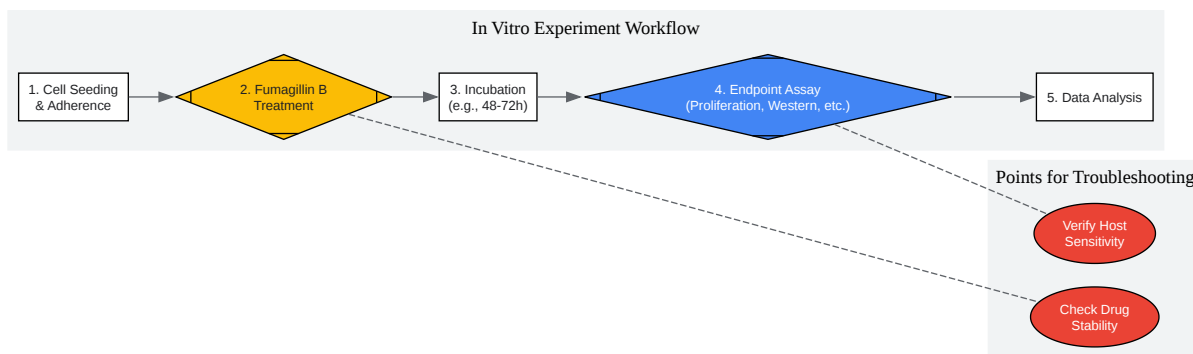 In Vitro Experiment Workflow
1. Cell Seeding
& Adherence
2. Fumagillin B
Treatment
3. Incubation
(e.g., 48-72h)
4. Endpoint Assay
(Proliferation, Western, etc.)
5. Data Analysis
Points for Troubleshooting
Verify Host
Sensitivity
Check Drug
Stability